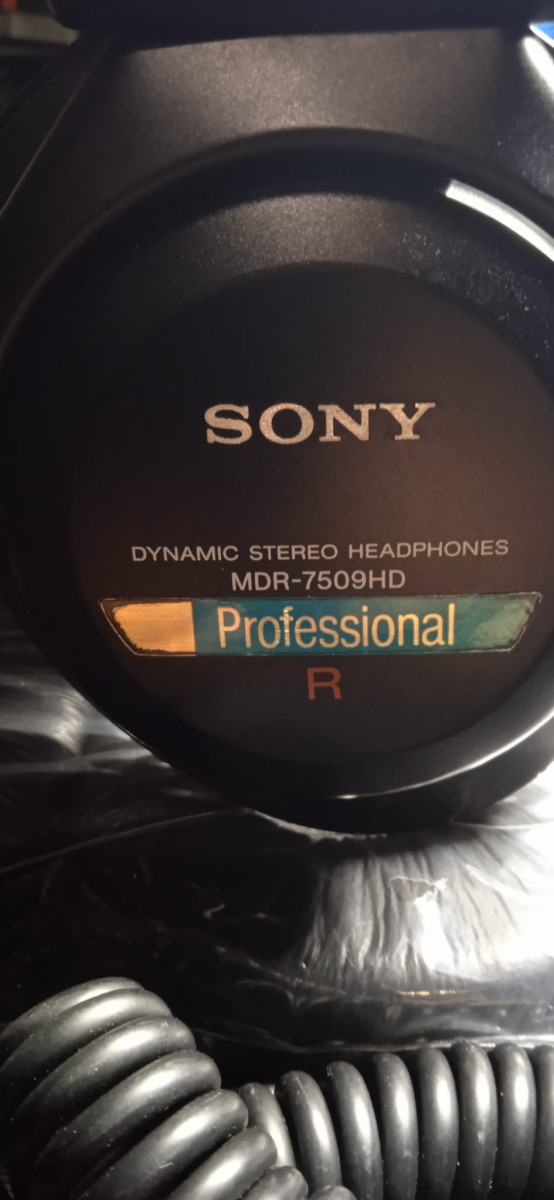 SONY
DYNAMIC STEREO HEADPHONES
MDR-7509HD
Professional
R